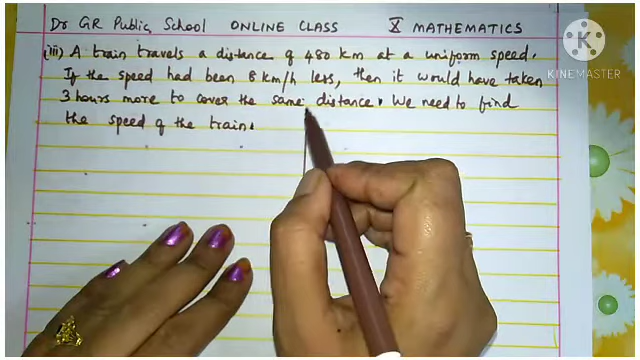 Dr GR Public School ONLINE CLASS X MATHEMATICS
(iii) A train travels a distance of 480 km at a uniform speed.
If the speed had been 8 km/h less, then it would have taken
3 hours more to cover the same distance. We need to find
the speed of the train.
KINEMASTER